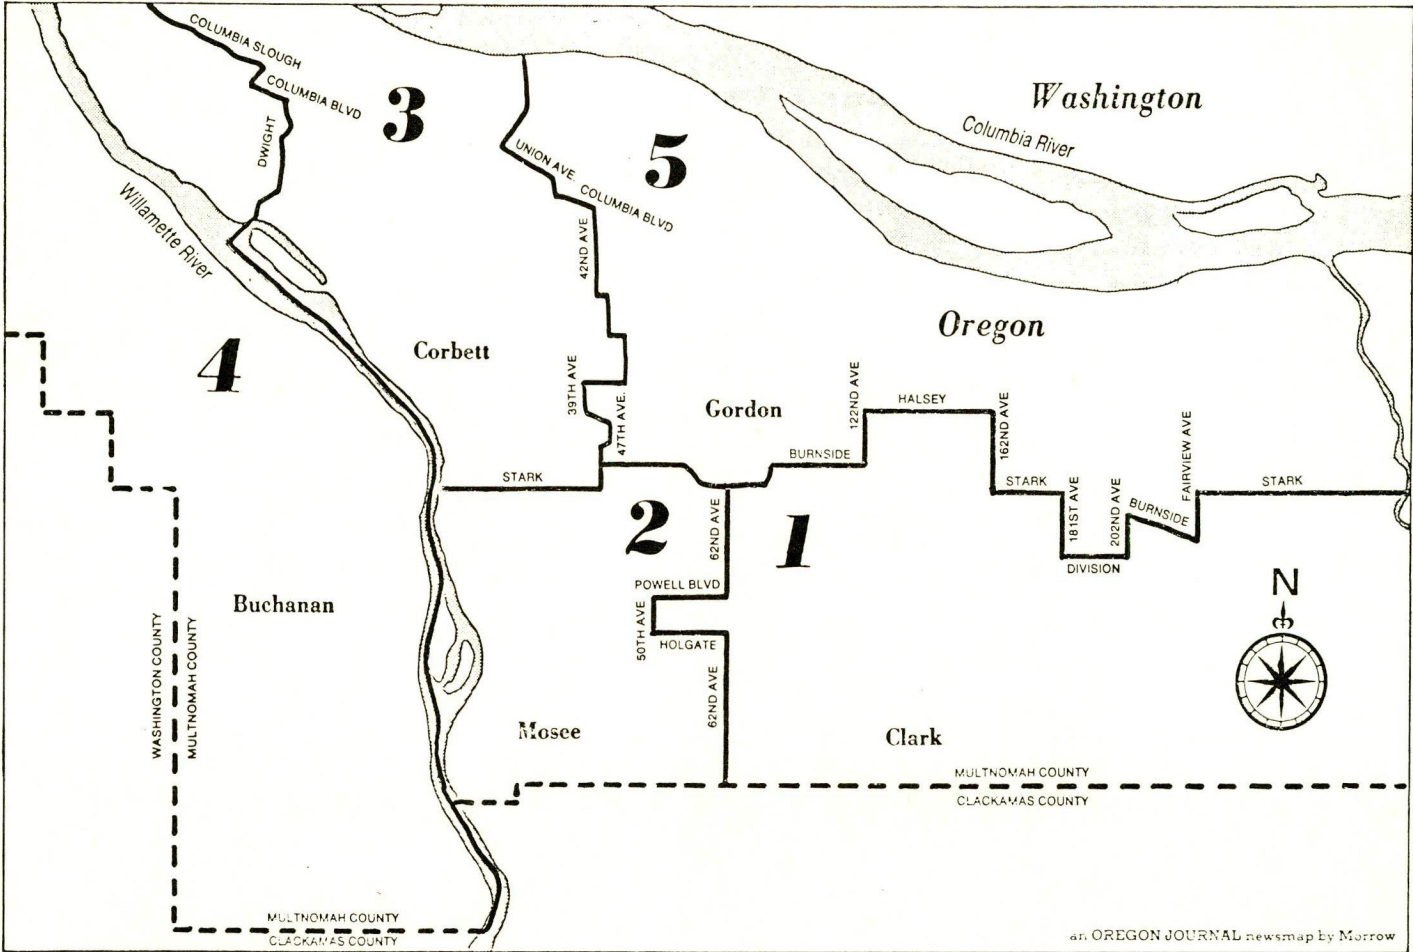 COLUMBIA SLOUGH
COLUMBIA BLVD
3
DWIGHT
Washington
Columbia River
5
UNION AVE. COLUMBIA BLVD
Willamette River
42ND AVE
Oregon
4
Corbett
39TH AVE
47TH AVE.
Gordon
122ND AVE
HALSEY
162ND AVE
FAIRVIEW AVE
BURNSIDE
STARK
STARK
STARK
2
62ND AVE
1
181ST AVE
202ND AVE
BURNSIDE
DIVISION
POWELL BLVD
50TH AVE
HOLGATE
N
Buchanan
WASHINGTON COUNTY
MULTNOMAH COUNTY
62ND AVE
Mosee
Clark
MULTNOMAH COUNTY
CLACKAMAS COUNTY
MULTNOMAH COUNTY
CLACKAMAS COUNTY
an OREGON JOURNAL newsmap by Morrow